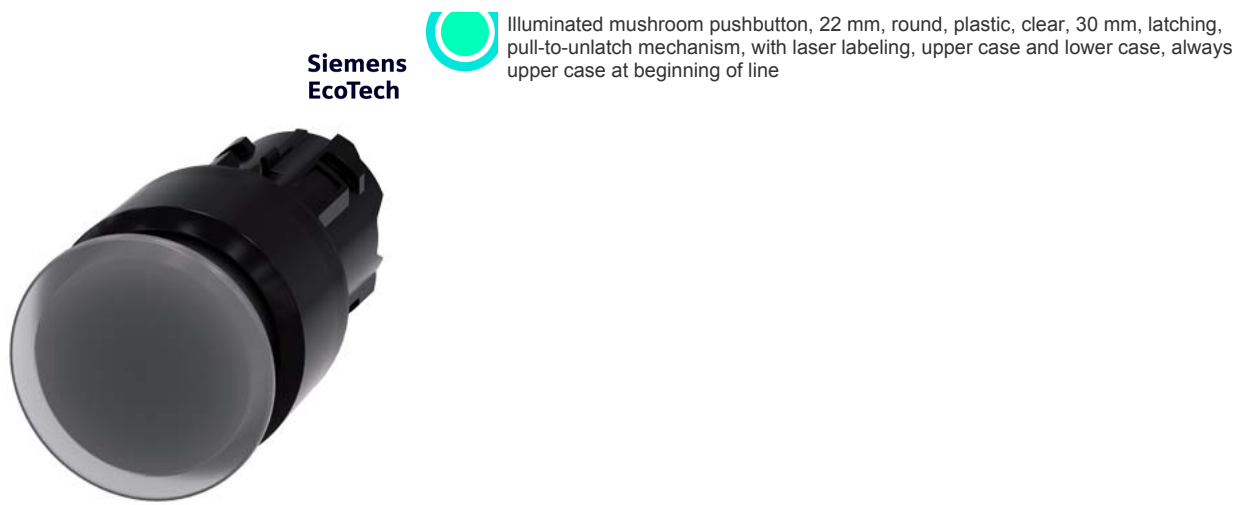 Illuminated mushroom pushbutton, 22 mm, round, plastic, clear, 30 mm, latching,
pull-to-unlatch mechanism, with laser labeling, upper case and lower case, always
upper case at beginning of line
Siemens
EcoTech